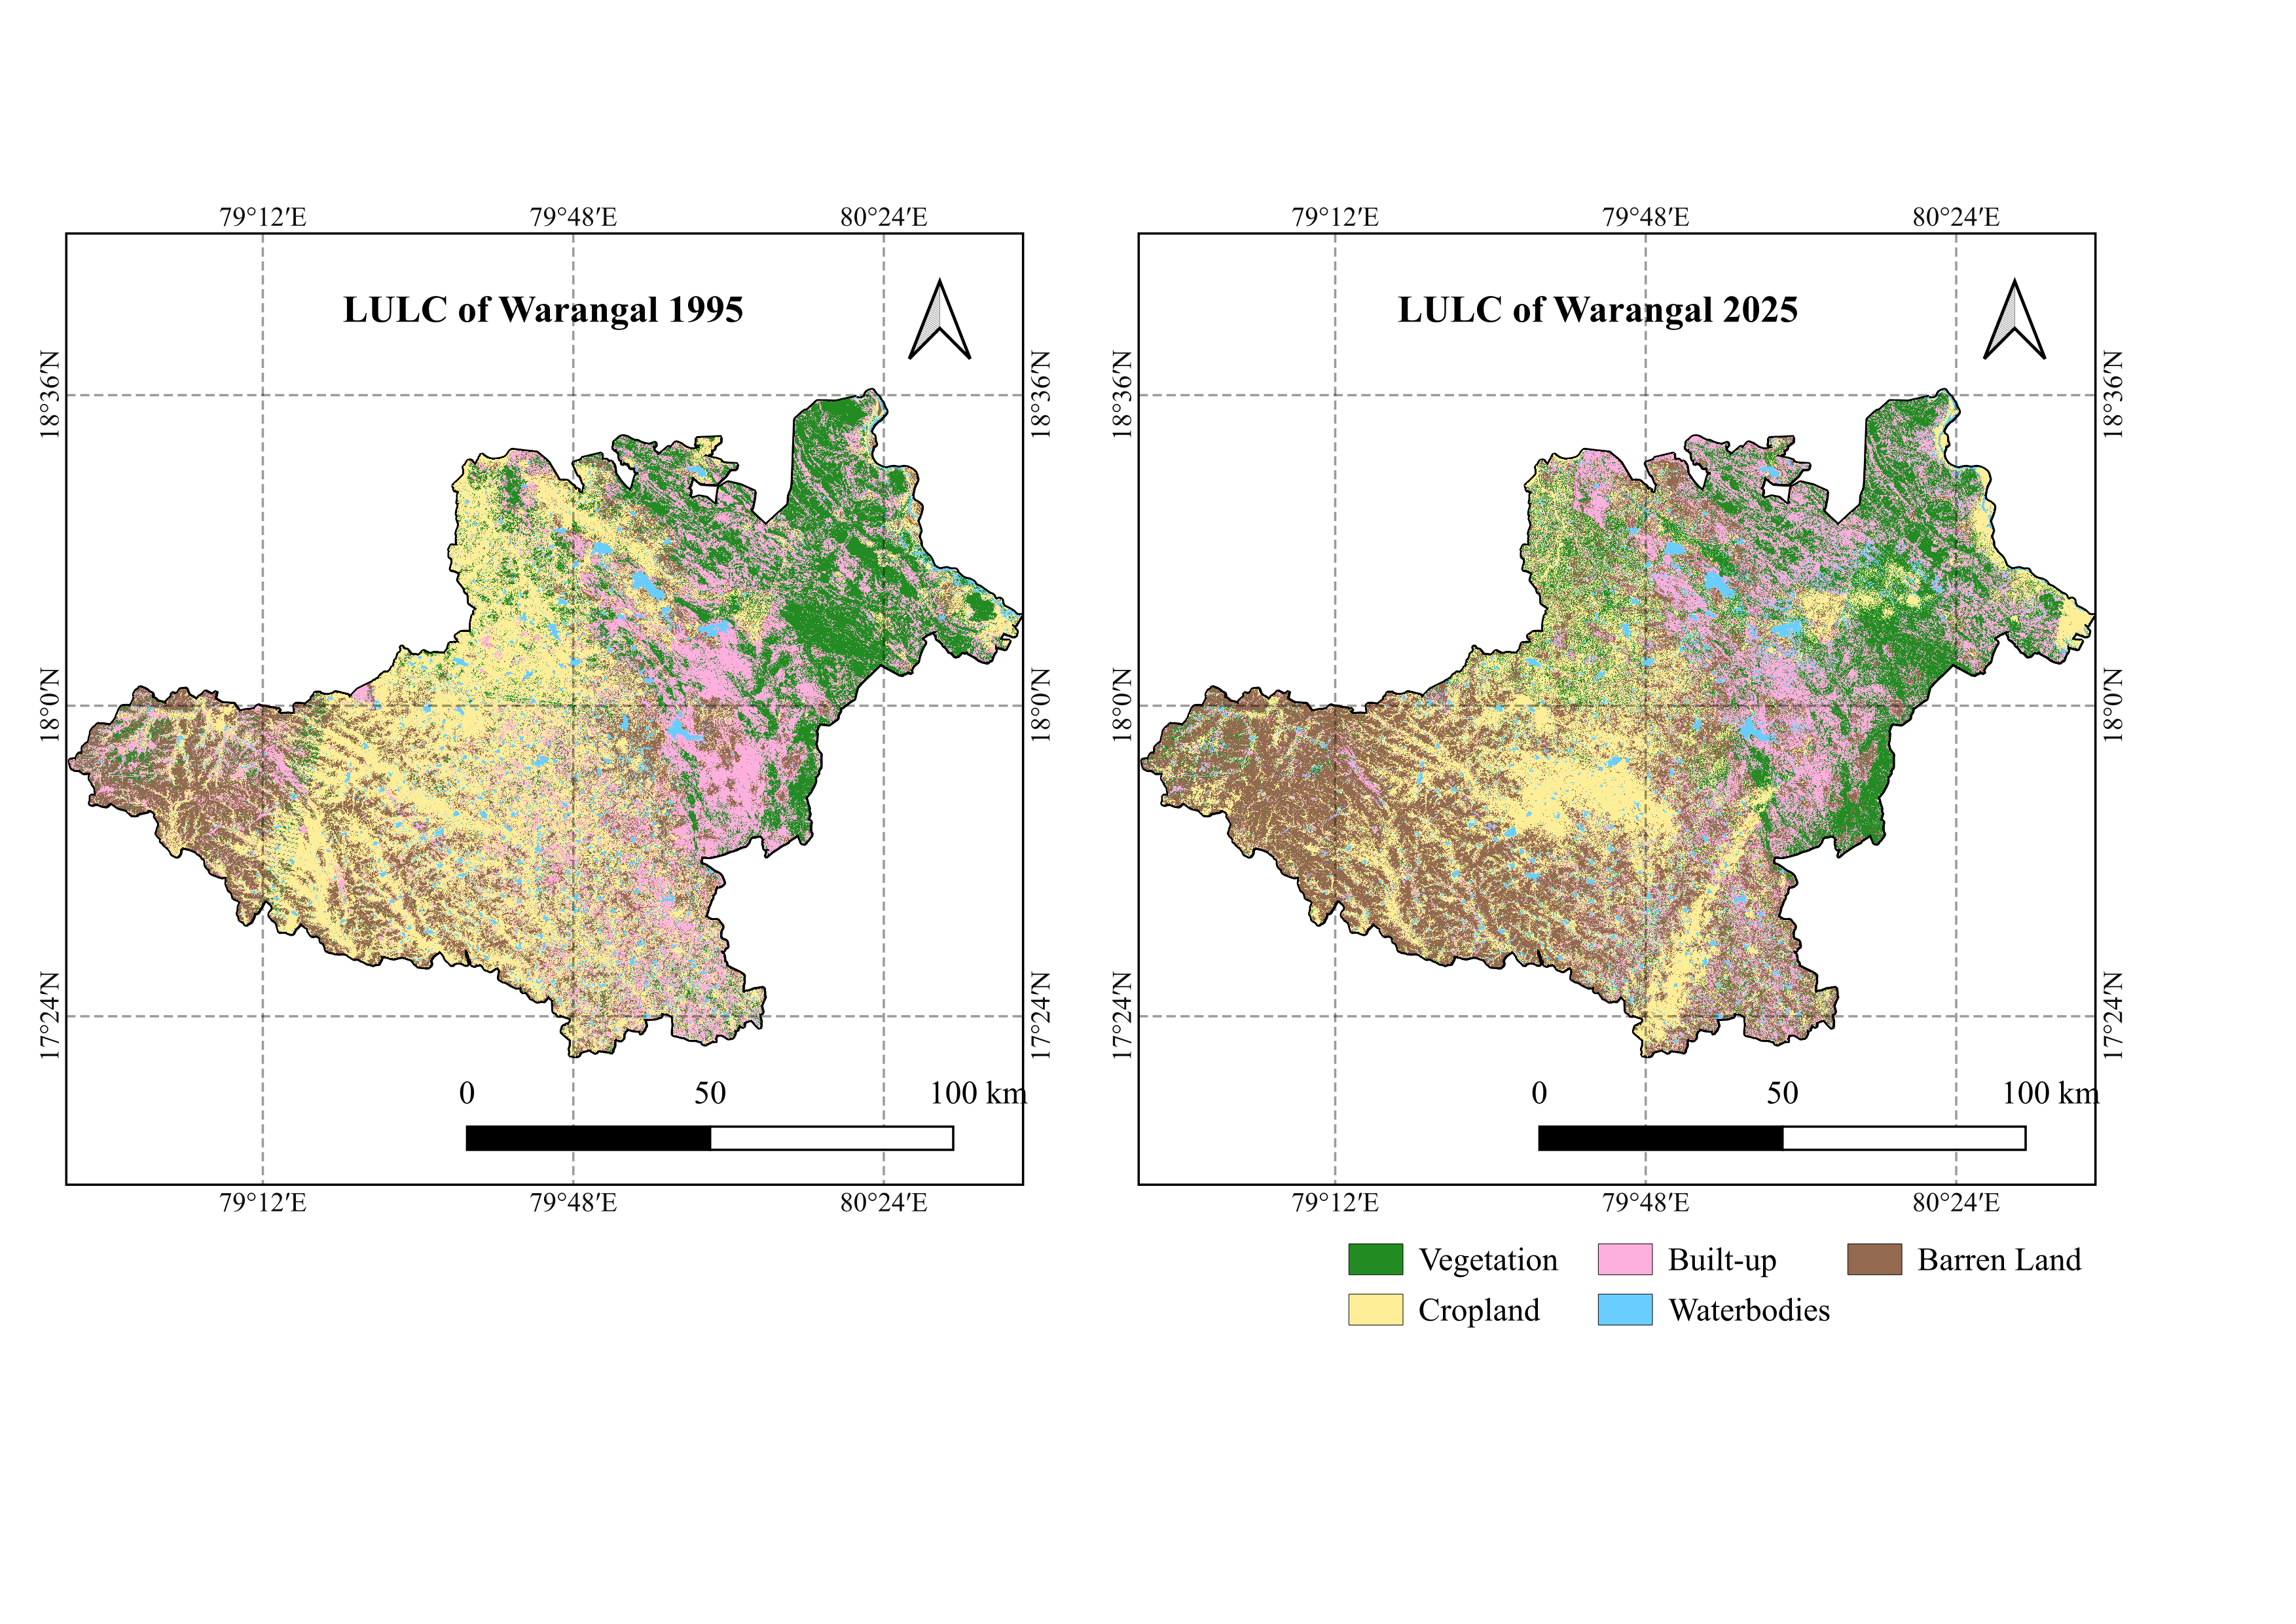 79°12'E 79°48'E 80°24'E
79°12'E 79°48'E 80°24'E
LULC of Warangal 1995
LULC of Warangal 2025
18°36'N
18°36'N
18°36'N
18°36'N
18°0'N
18°0'N
18°0'N
18°0'N
17°24'N
17°24'N
17°24'N
17°24'N
0 50 100 km
0 50 100 km
79°12'E 79°48'E 80°24'E
79°12'E 79°48'E 80°24'E
Vegetation Built-up Barren Land
Cropland Waterbodies